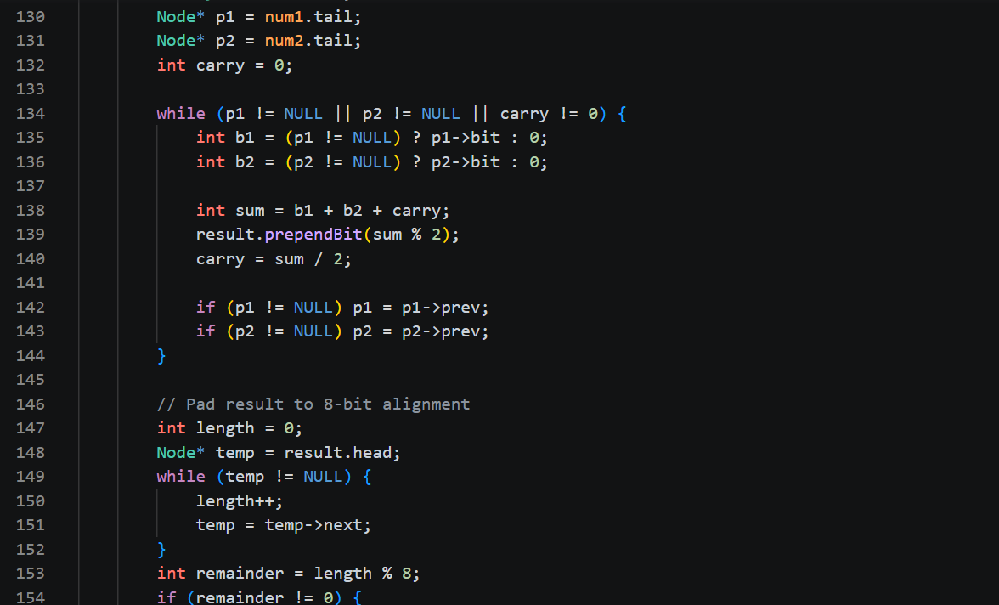 130 Node* p1 = num1.tail;
131 Node* p2 = num2.tail;
132 int carry = 0;
133
134 while (p1 != NULL || p2 != NULL || carry != 0) {
135 int b1 = (p1 != NULL) ? p1->bit : 0;
136 int b2 = (p2 != NULL) ? p2->bit : 0;
137
138 int sum = b1 + b2 + carry;
139 result.prependBit(sum % 2);
140 carry = sum / 2;
141
142 if (p1 != NULL) p1 = p1->prev;
143 if (p2 != NULL) p2 = p2->prev;
144 }
145
146 // Pad result to 8-bit alignment
147 int length = 0;
148 Node* temp = result.head;
149 while (temp != NULL) {
150 length++;
151 temp = temp->next;
152 }
153 int remainder = length % 8;
154 if (remainder != 0) {